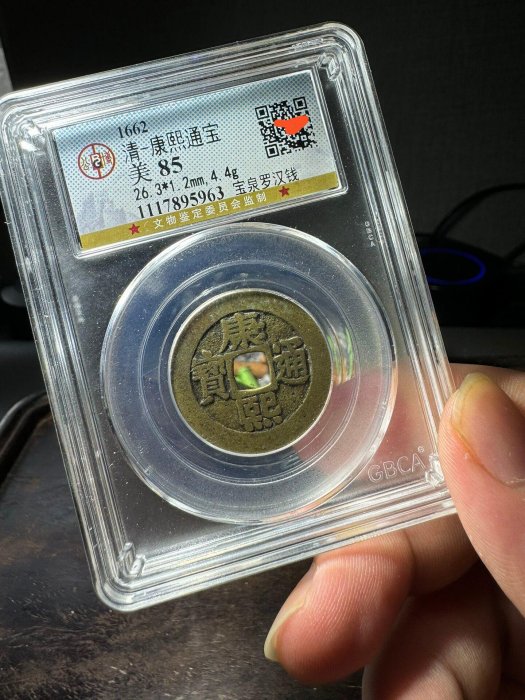 1662
清-康熙通宝
美 85
26.3*1.2mm,4.4g 宝泉罗汉钱
1117895963
文物鉴定委员会监制
康
寶 通
熙
GBCA®